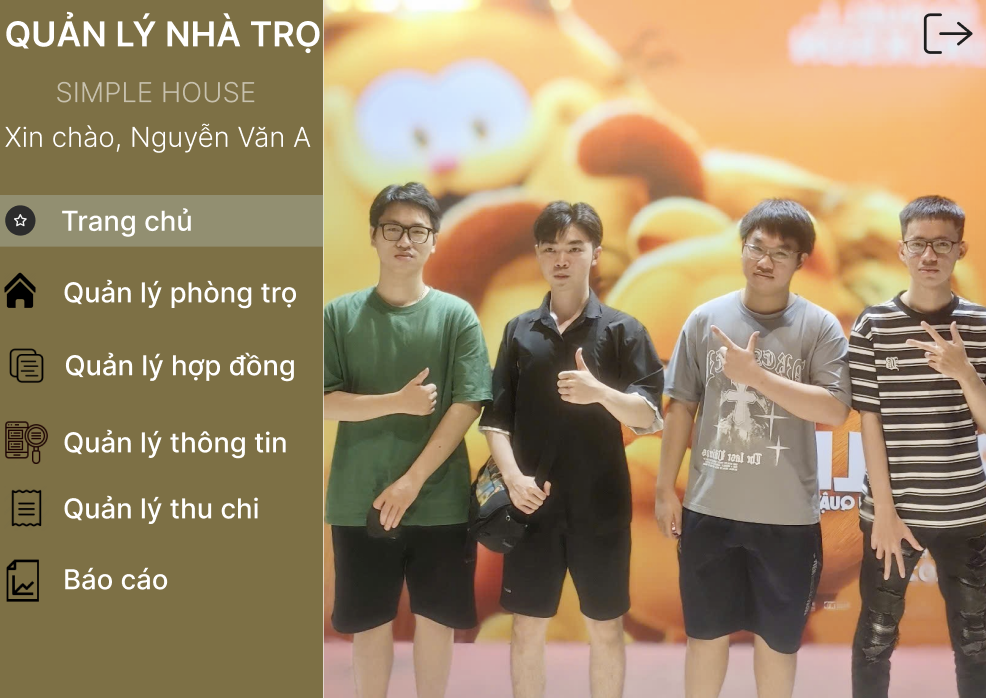 QUẢN LÝ NHÀ TRỌ
SIMPLE HOUSE
Xin chào, Nguyễn Văn A
Trang chủ
Quản lý phòng trọ
Quản lý hợp đồng
Quản lý thông tin
Quản lý thu chi
Báo cáo